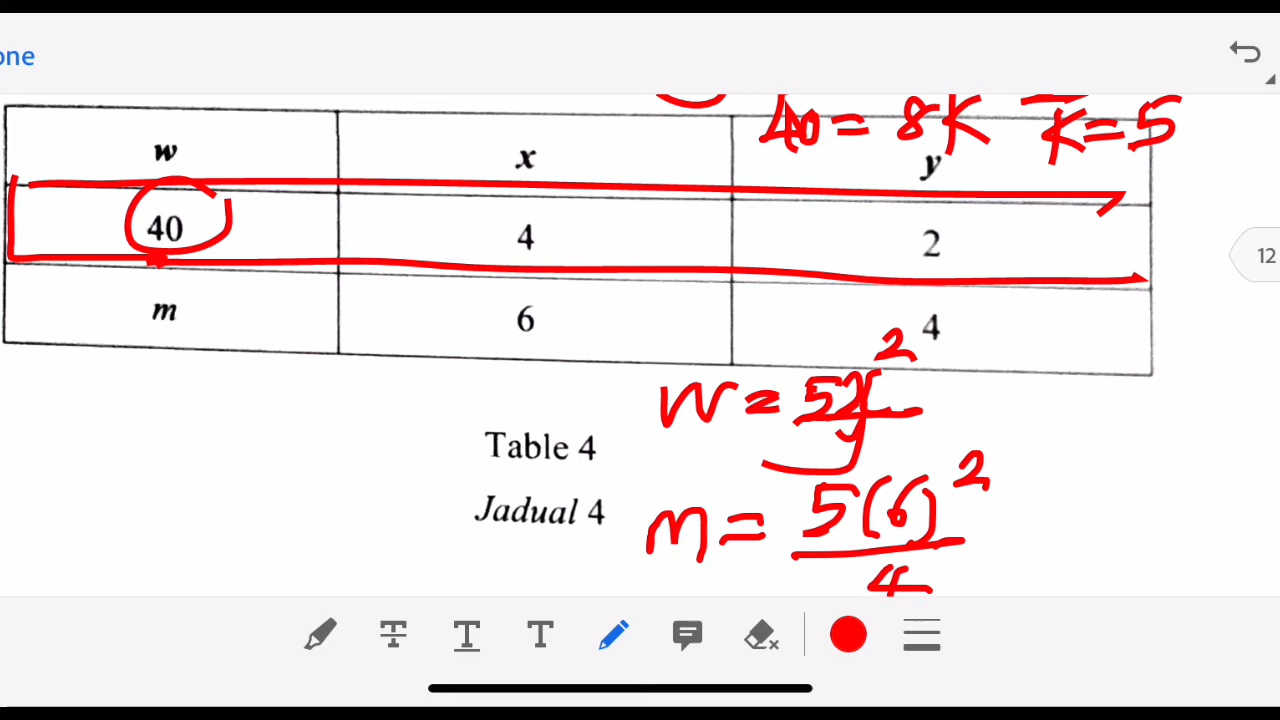 one
40 = 8K K = 5
w x y
40 4 2
m 6 4
W = 5x²/y
Table 4
Jadual 4
m = 5(6)²/4
12
T T T